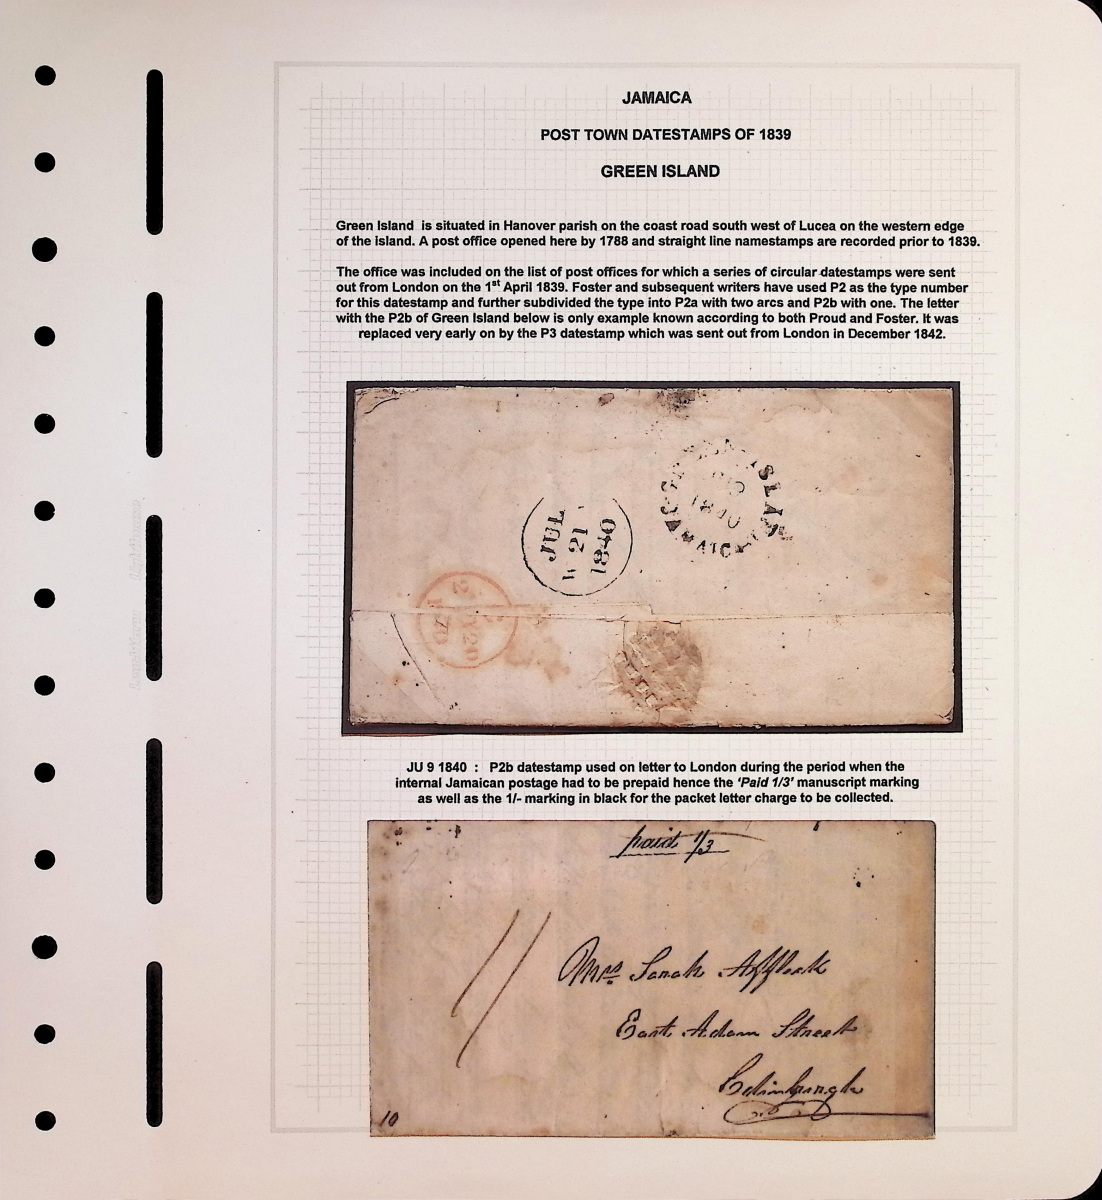 JAMAICA
POST TOWN DATESTAMPS OF 1839
GREEN ISLAND
Green Island is situated in Hanover parish on the coast road south west of Lucea on the western edge
of the island. A post office opened here by 1788 and straight line namestamps are recorded prior to 1839.
The office was included on the list of post offices for which a series of circular datestamps were sent
out from London on the 1st April 1839. Foster and subsequent writers have used P2 as the type number
for this datestamp and further subdivided the type into P2a with two arcs and P2b with one. The letter
with the P2b of Green Island below is only example known according to both Proud and Foster. It was
replaced very early on by the P3 datestamp which was sent out from London in December 1842.
ISLAND
1840
JUL
21
1840
JU 9 1840 : P2b datestamp used on letter to London during the period when the
internal Jamaican postage had to be prepaid hence the 'Paid 1/3' manuscript marking
as well as the 1/- marking in black for the packet letter charge to be collected.
paid 1/3
Mrs Sarah Affleck
East Adam Street
Edinburgh
10